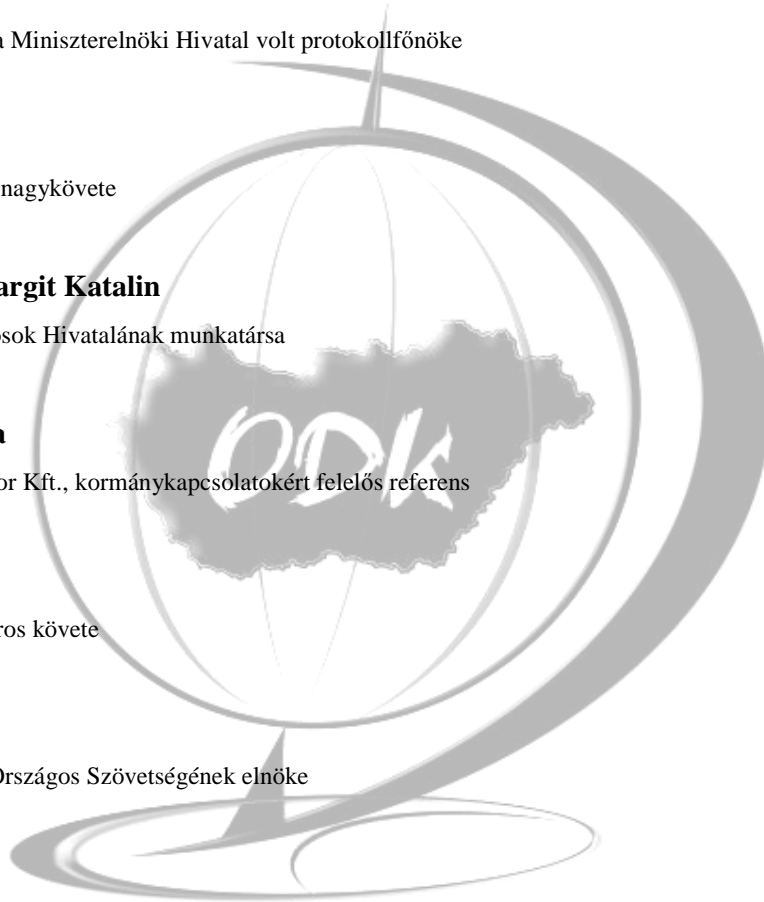 a Miniszterelnöki Hivatal volt protokollfőnöke
nagykövete
argit Katalin
osok Hivatalának munkatársa
a
or Kft., kormánykapcsolatokért felelős referens
ODK
ros követe
Országos Szövetségének elnöke